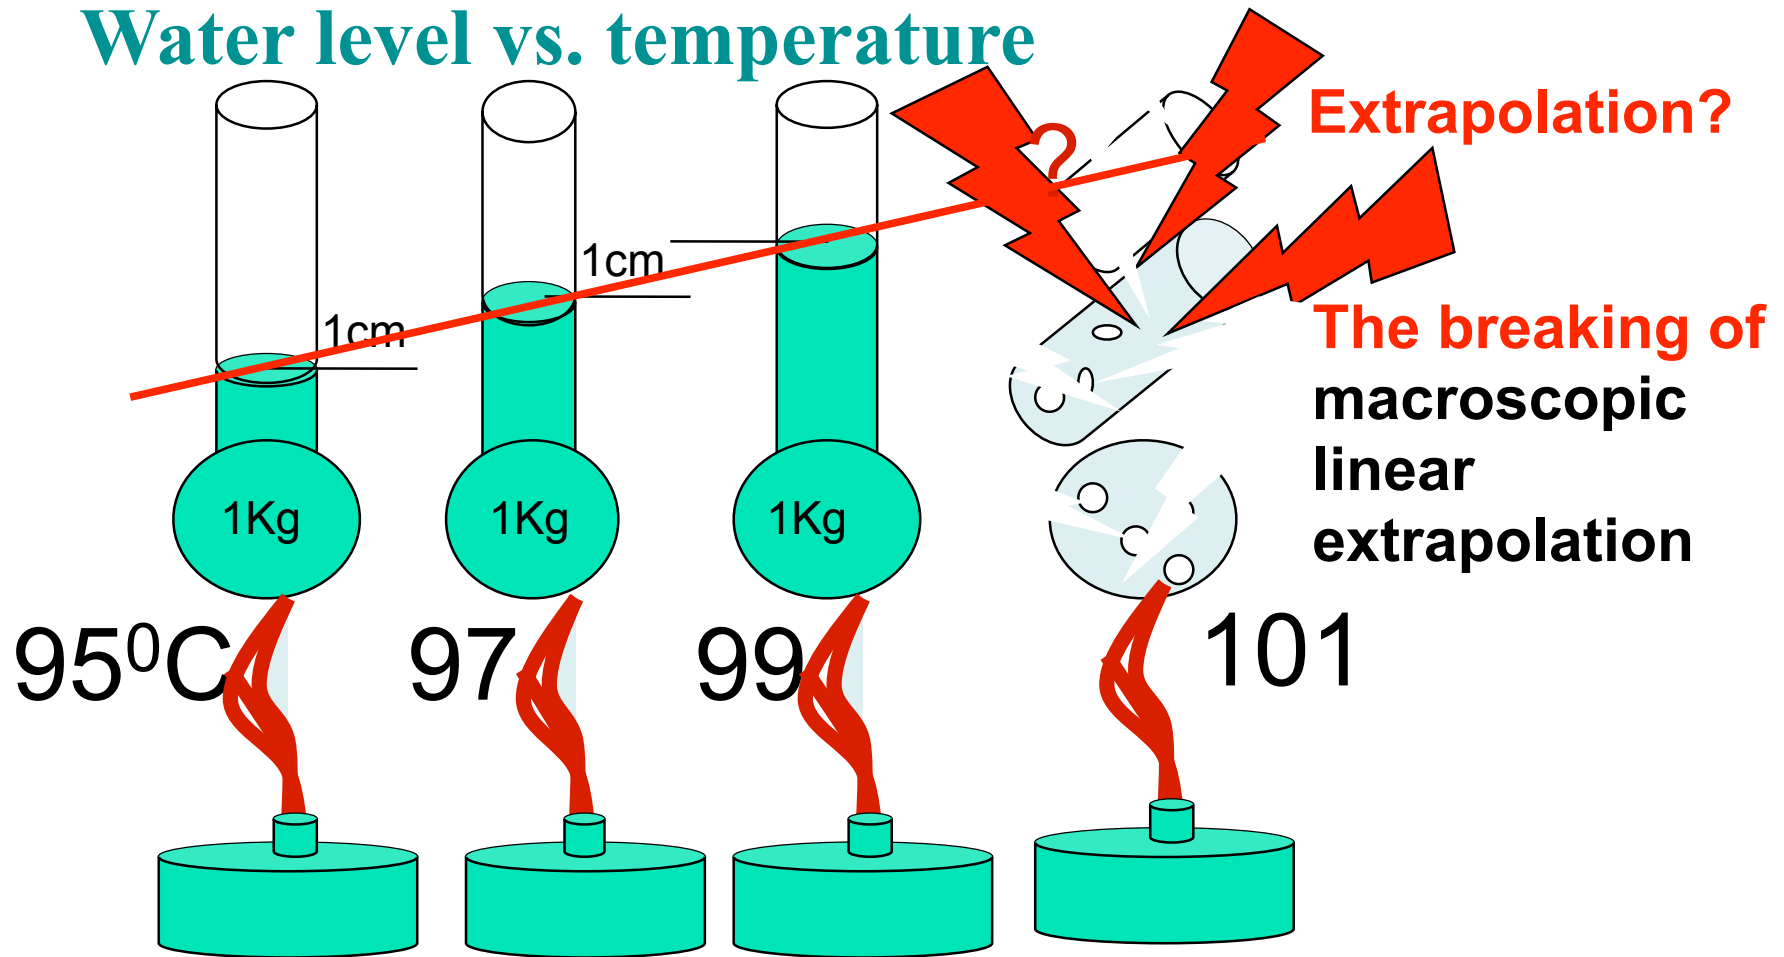 Water level vs. temperature
Extrapolation?
?
1cm
1cm
The breaking of
macroscopic
linear
extrapolation
1Kg
1Kg
1Kg
95⁰C
97
99
101